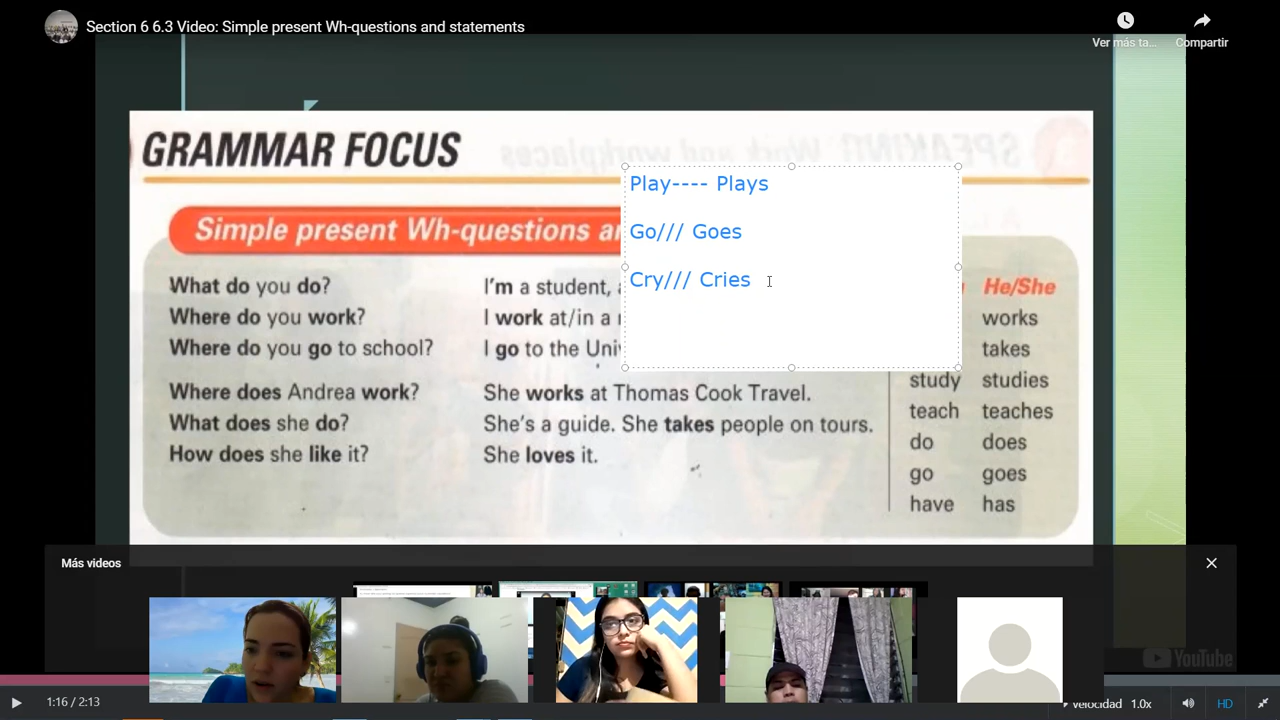 Section 6 6.3 Video: Simple present Wh-questions and statements
Ver más ta...
Compartir
GRAMMAR FOCUS
Simple present Wh-questions
Play---- Plays
Go/// Goes
Cry/// Cries
What do you do?
Where do you work?
Where do you go to school?
Where does Andrea work?
What does she do?
How does she like it?
I'm a student,
I work at/in a
I go to the
She works at Thomas Cook Travel.
She's a guide. She takes people on tours.
She loves it.
He/She
works
takes
study studies
teach teaches
do does
go goes
have has
Más videos
YouTube
1:16 / 2:13
Velocidad 1.0x
HD